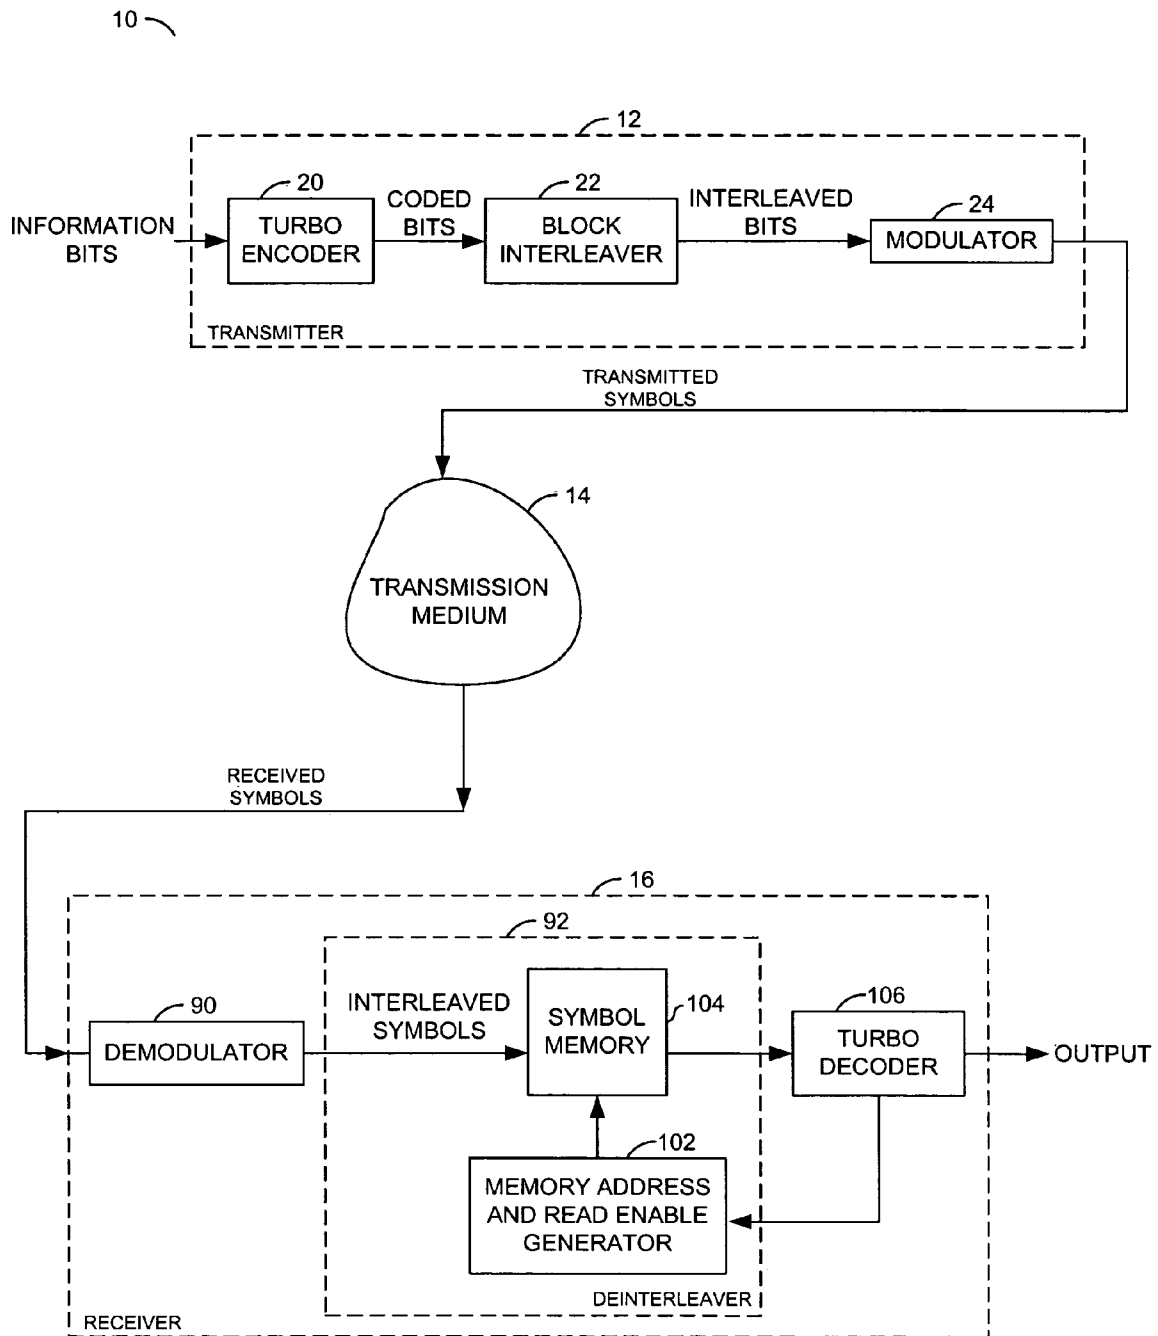 10
12
20
CODED
BITS
22
INTERLEAVED
BITS
24
INFORMATION
BITS
TURBO
ENCODER
BLOCK
INTERLEAVER
MODULATOR
TRANSMITTER
TRANSMITTED
SYMBOLS
14
TRANSMISSION
MEDIUM
RECEIVED
SYMBOLS
16
92
90
INTERLEAVED
SYMBOLS
SYMBOL
MEMORY
104
106
DEMODULATOR
TURBO
DECODER
OUTPUT
102
MEMORY ADDRESS
AND READ ENABLE
GENERATOR
DEINTERLEAVER
RECEIVER